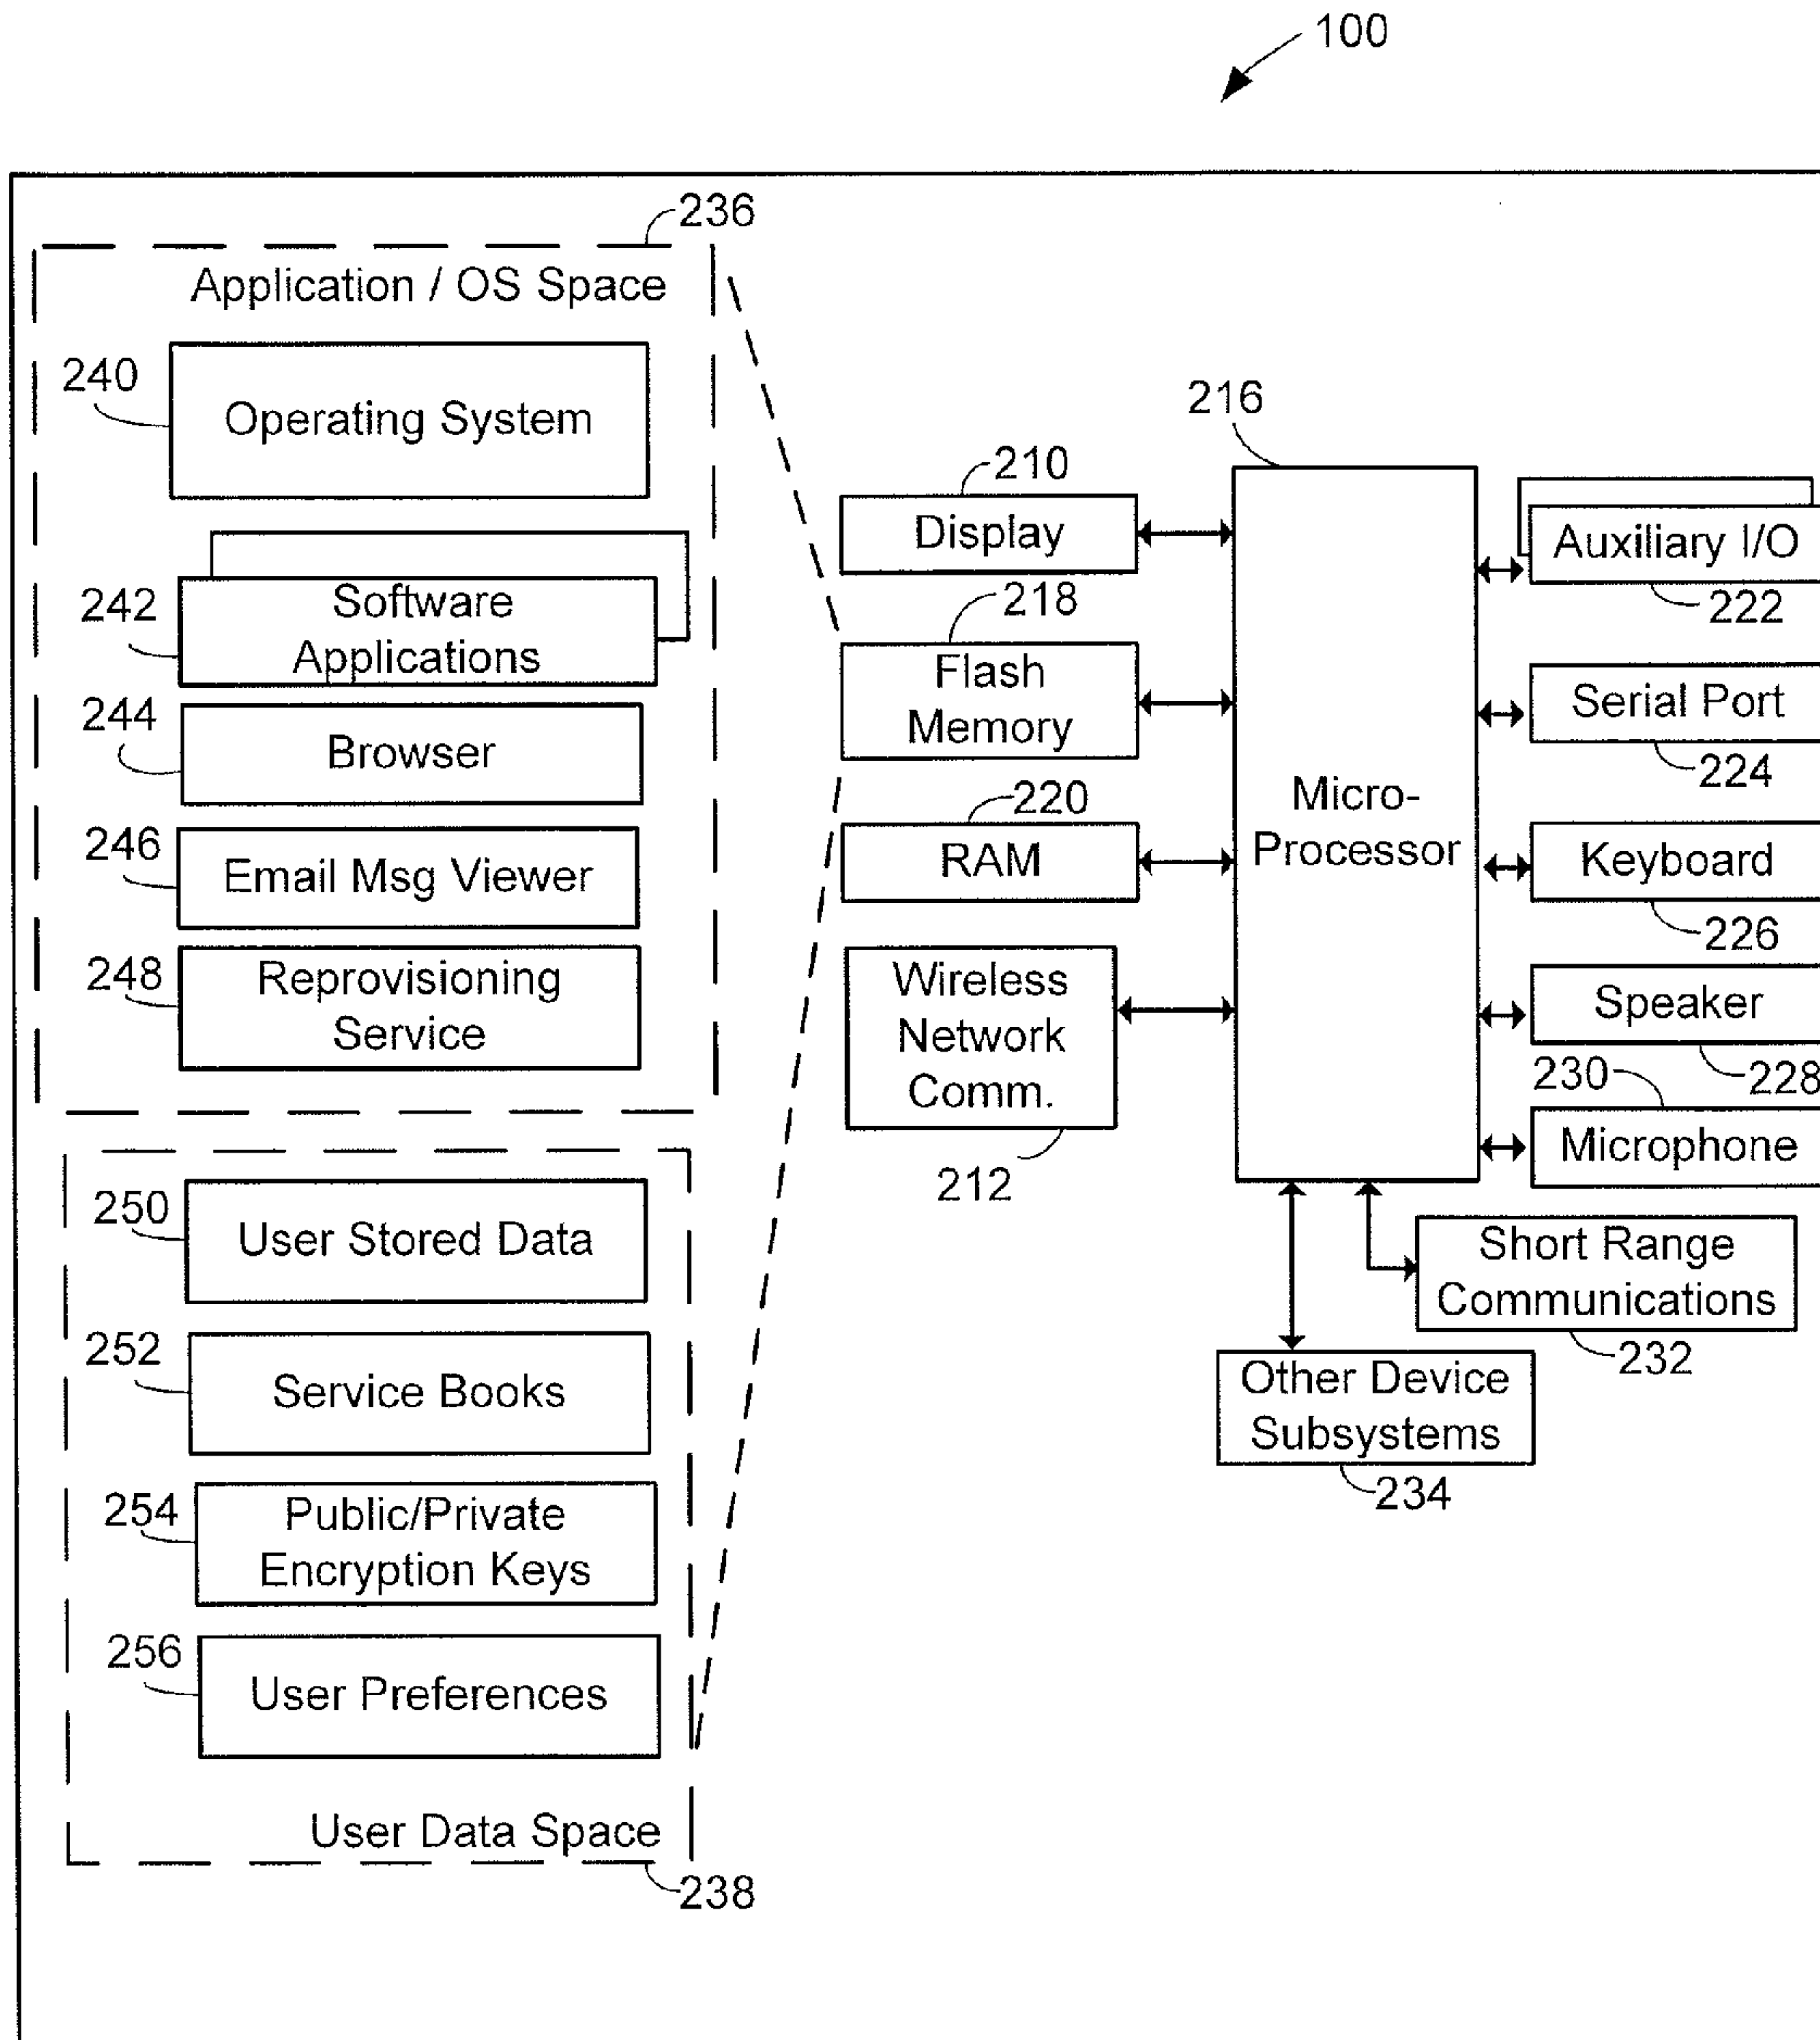 100
236
Application / OS Space
240
Operating System
242
Software
Applications
244
Browser
246
Email Msg Viewer
248
Reprovisioning
Service
250
User Stored Data
252
Service Books
254
Public/Private
Encryption Keys
256
User Preferences
User Data Space
238
210
Display
218
Flash
Memory
220
RAM
Wireless
Network
Comm.
212
216
Micro-
Processor
Auxiliary I/O
222
Serial Port
224
Keyboard
226
Speaker
228
230
Microphone
Short Range
Communications
232
Other Device
Subsystems
234